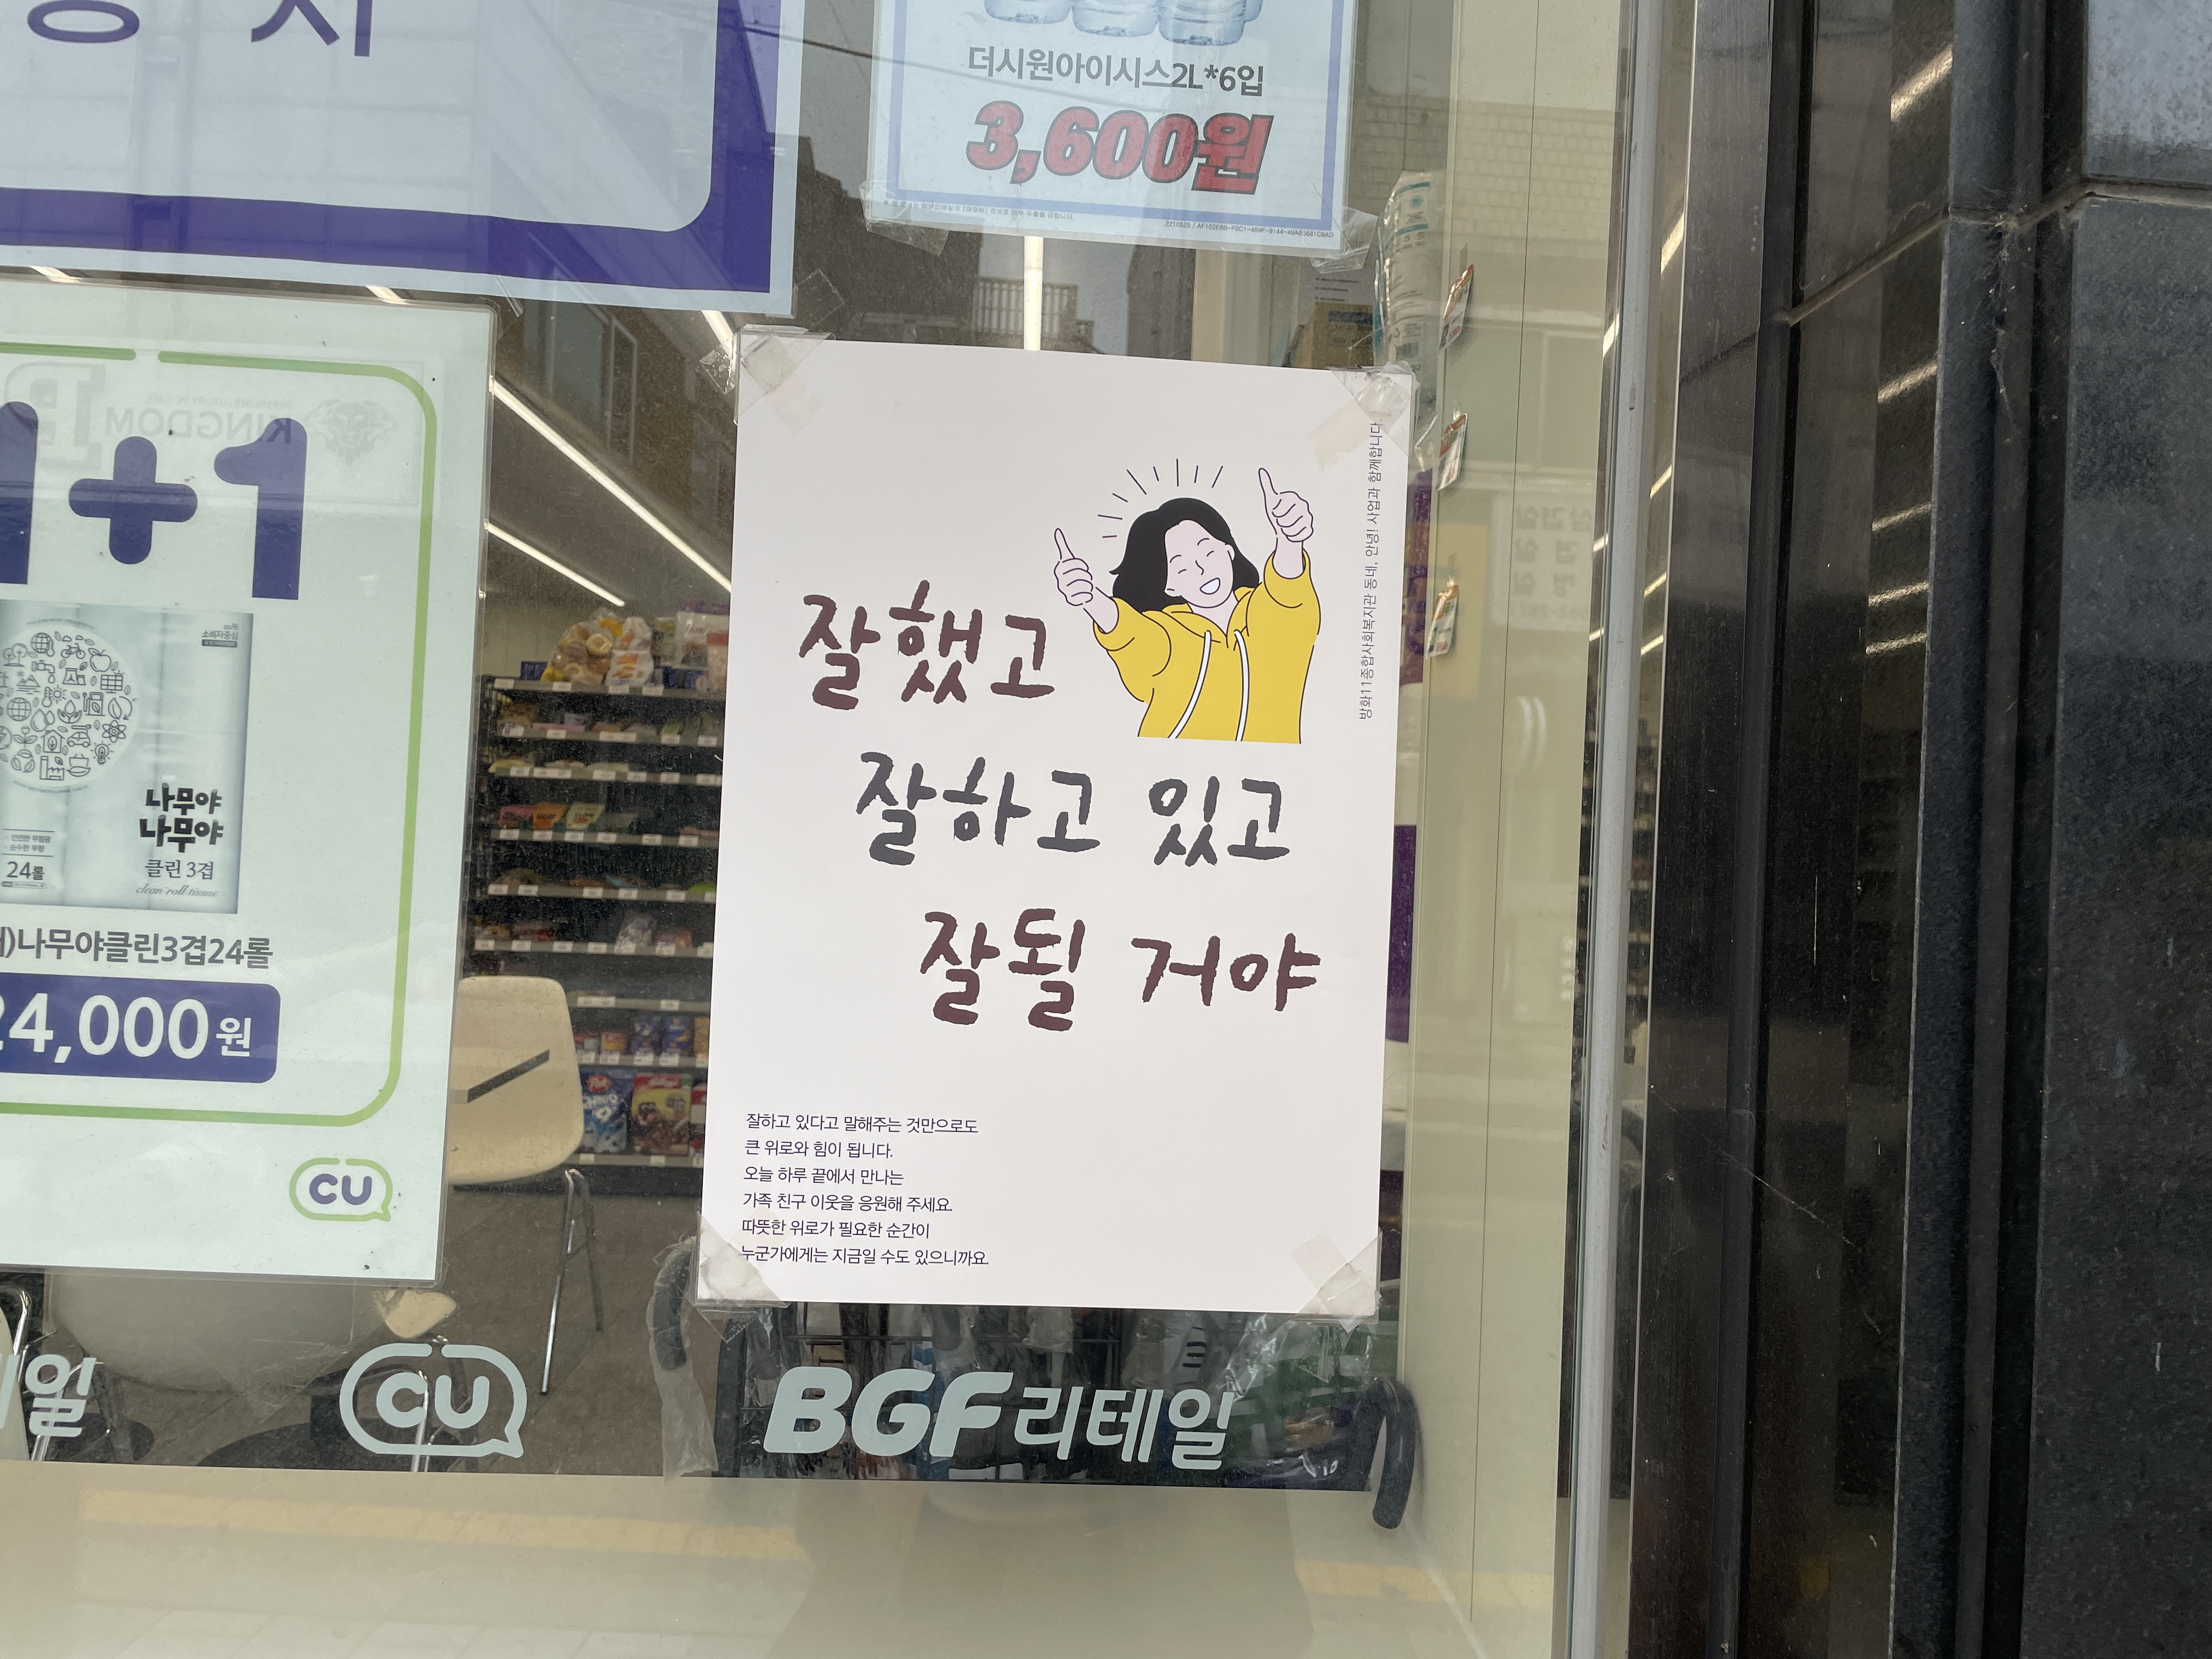 더시원아이시스2L*6입
3,600원
1+1
소비자중심
나무야
나무야
클린 3겹
clean roll tissue
24롤
나무야클린3겹24롤
24,000원
CU
잘했고
잘하고 있고
잘될 거야
방화11종합사회복지관 동네, 안녕! 사업과 함께합니다
잘하고 있다고 말해주는 것만으로도
큰 위로와 힘이 됩니다.
오늘 하루 끝에서 만나는
가족 친구 이웃을 응원해 주세요.
따뜻한 위로가 필요한 순간이
누군가에게는 지금일 수도 있으니까요.
CU
BGF리테일